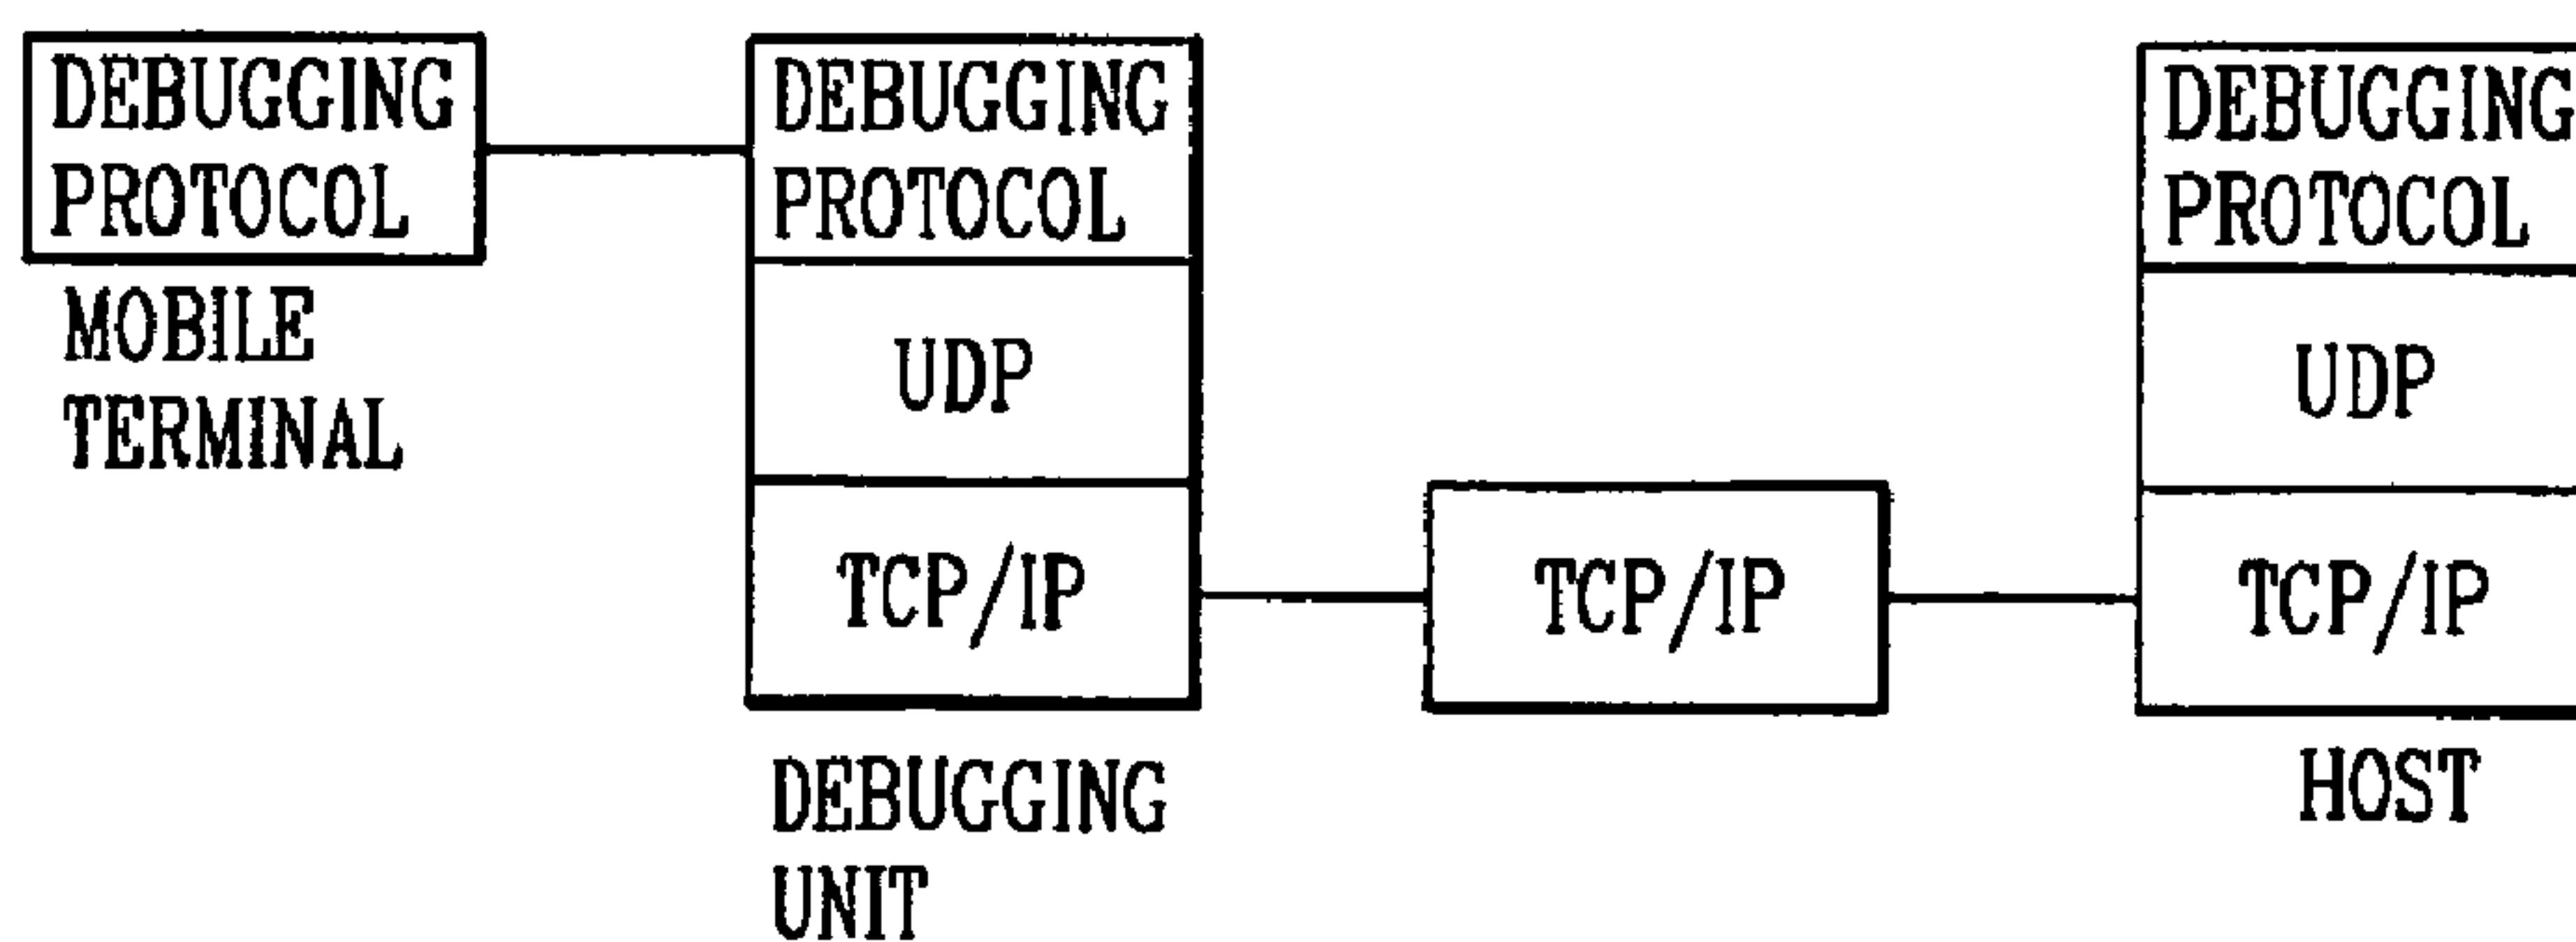 DEBUGGING
PROTOCOL
MOBILE
TERMINAL
DEBUGGING
PROTOCOL
UDP
TCP/IP
DEBUGGING
UNIT
TCP/IP
DEBUGGING
PROTOCOL
UDP
TCP/IP
HOST